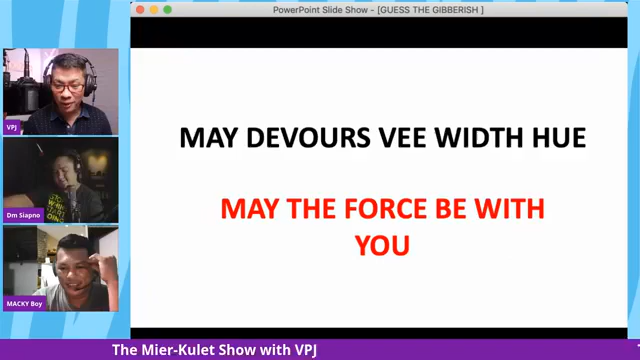 PowerPoint Slide Show - [GUESS THE GIBBERISH ]
VPJ
Dm Siapno
MACKY Boy
MAY DEVOURS VEE WIDTH HUE
MAY THE FORCE BE WITH
YOU
The Mier-Kulet Show with VPJ